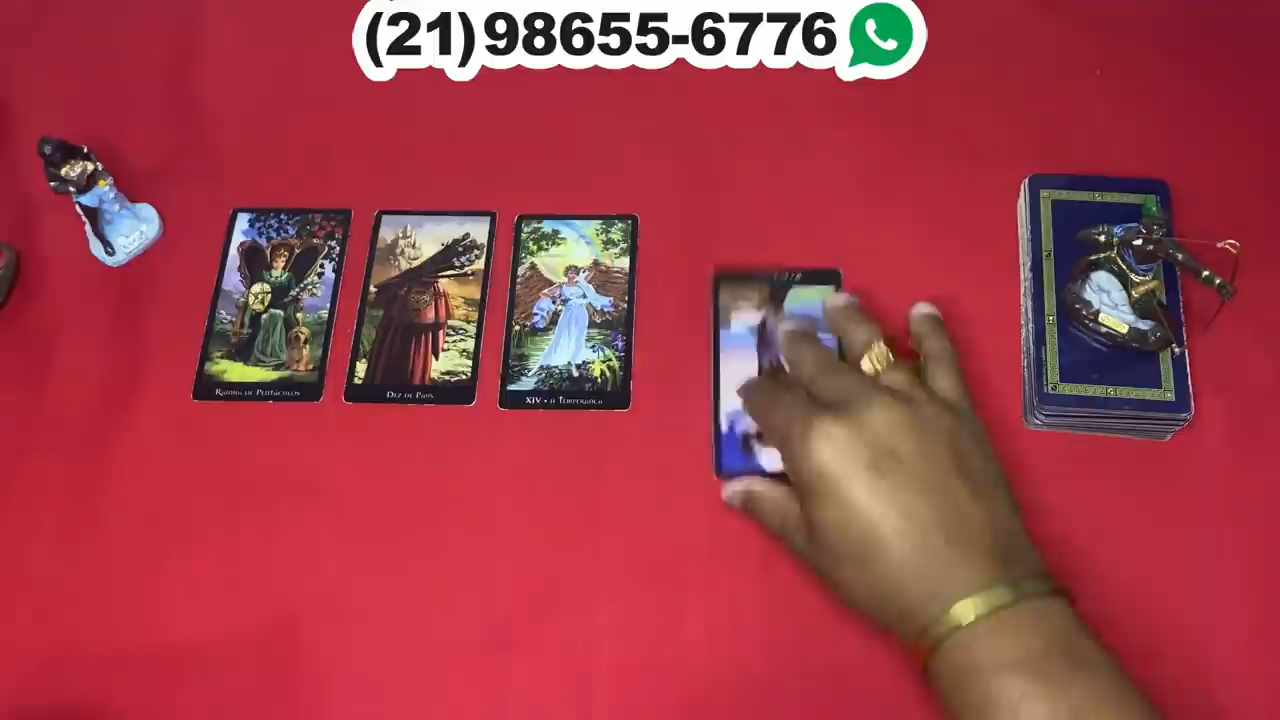 (21)98655-6776
Rainha de Pentáculos
Dez de Paus
XIV • A Temperança